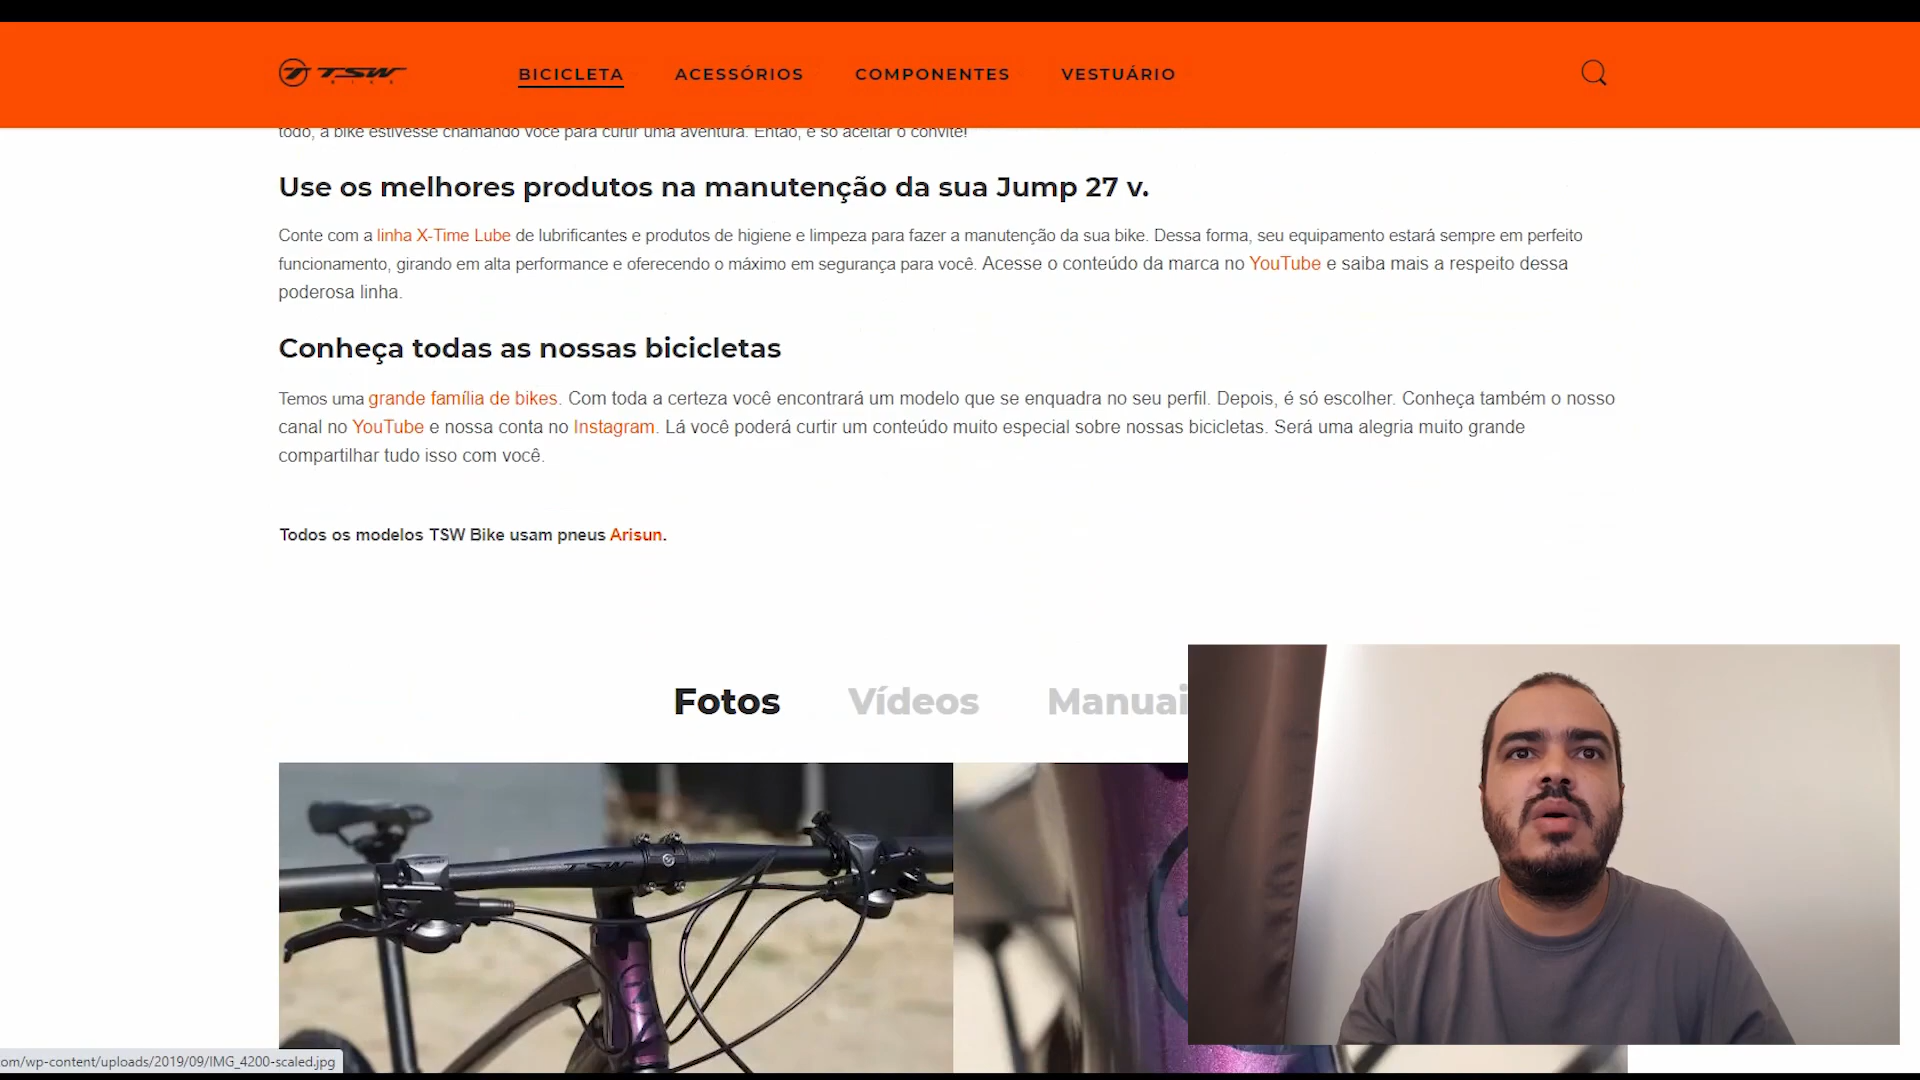 TSW
BIKE
BICICLETA
ACESSÓRIOS
COMPONENTES
VESTUÁRIO
todo, a bike estivesse chamando você para curtir uma aventura. Então, é só aceitar o convite!
Use os melhores produtos na manutenção da sua Jump 27 v.
Conte com a linha X-Time Lube de lubrificantes e produtos de higiene e limpeza para fazer a manutenção da sua bike. Dessa forma, seu equipamento estará sempre em perfeito
funcionamento, girando em alta performance e oferecendo o máximo em segurança para você. Acesse o conteúdo da marca no YouTube e saiba mais a respeito dessa
poderosa linha.
Conheça todas as nossas bicicletas
Temos uma grande família de bikes. Com toda a certeza você encontrará um modelo que se enquadra no seu perfil. Depois, é só escolher. Conheça também o nosso
canal no YouTube e nossa conta no Instagram. Lá você poderá curtir um conteúdo muito especial sobre nossas bicicletas. Será uma alegria muito grande
compartilhar tudo isso com você.
Todos os modelos TSW Bike usam pneus Arisun.
Fotos
Vídeos
Manuai
TSW
om/wp-content/uploads/2019/09/IMG_4200-scaled.jpg